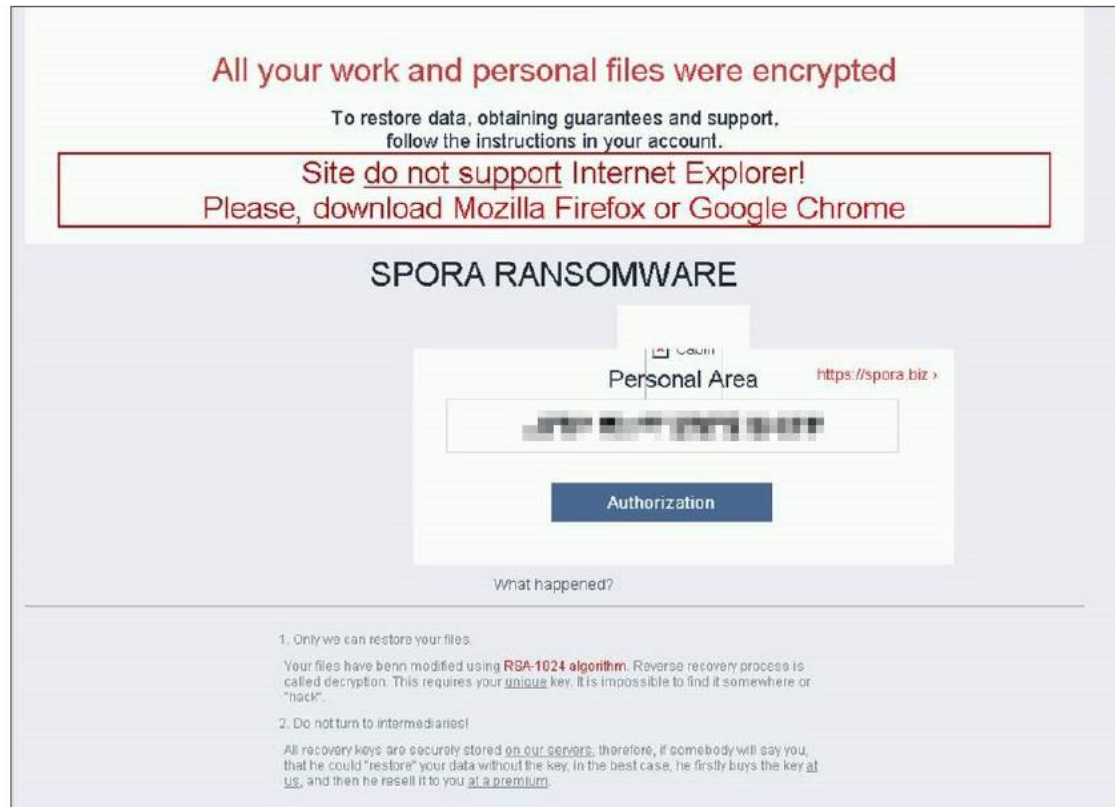 All your work and personal files were encrypted
To restore data, obtaining guarantees and support,
follow the instructions in your account.
Site do not support Internet Explorer!
Please, download Mozilla Firefox or Google Chrome
SPORA RANSOMWARE
Personal Area
https://spora.biz ›
Authorization
What happened?
1. Only we can restore your files.
Your files have benn modified using RSA-1024 algorithm. Reverse recovery process is
called decryption. This requires your unique key. It is impossible to find it somewhere or
"hack".
2. Do not turn to intermediaries!
All recovery keys are securely stored on our servers, therefore, if somebody will say you,
that he could "restore" your data without the key, in the best case, he firstly buys the key at
us, and then he resell it to you at a premium.